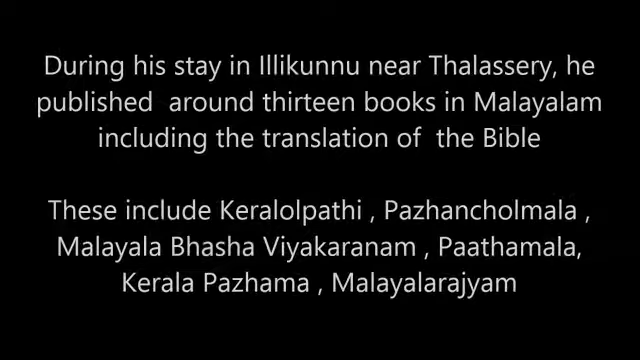 During his stay in Illikunnu near Thalassery, he
published around thirteen books in Malayalam
including the translation of the Bible
These include Keralolpathi , Pazhancholmala ,
Malayala Bhasha Viyakaranam , Paathamala,
Kerala Pazhama , Malayalarajyam